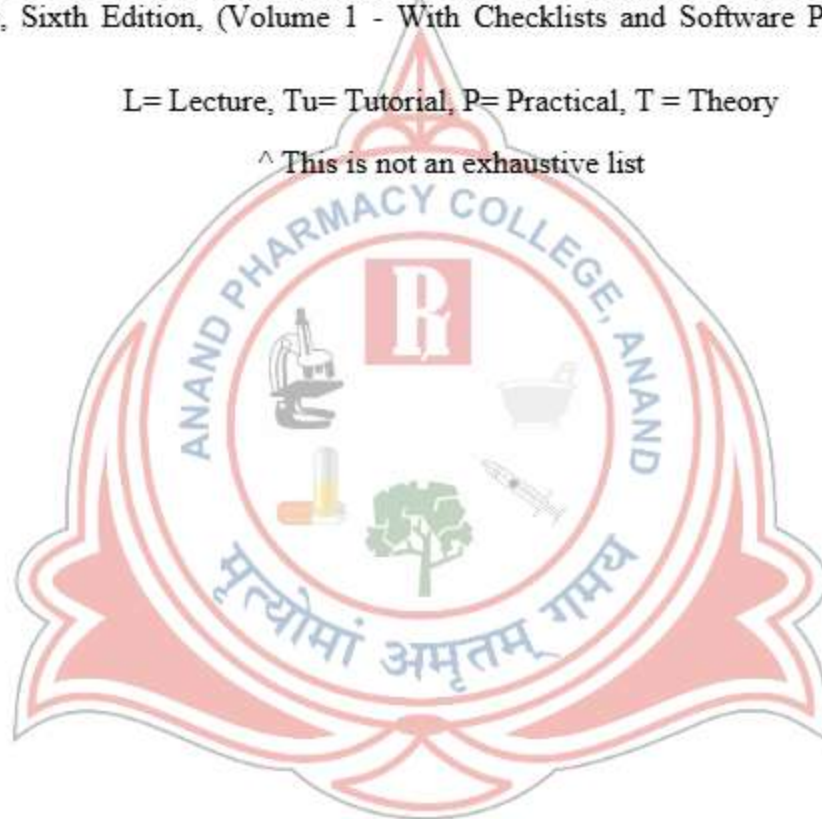 , Sixth Edition, (Volume 1 - With Checklists and Software P
L= Lecture, Tu= Tutorial, P= Practical, T = Theory
^ This is not an exhaustive list
ANAND PHARMACY COLLEGE, ANAND
℞
मृत्योर्मा अमृतम् गमय